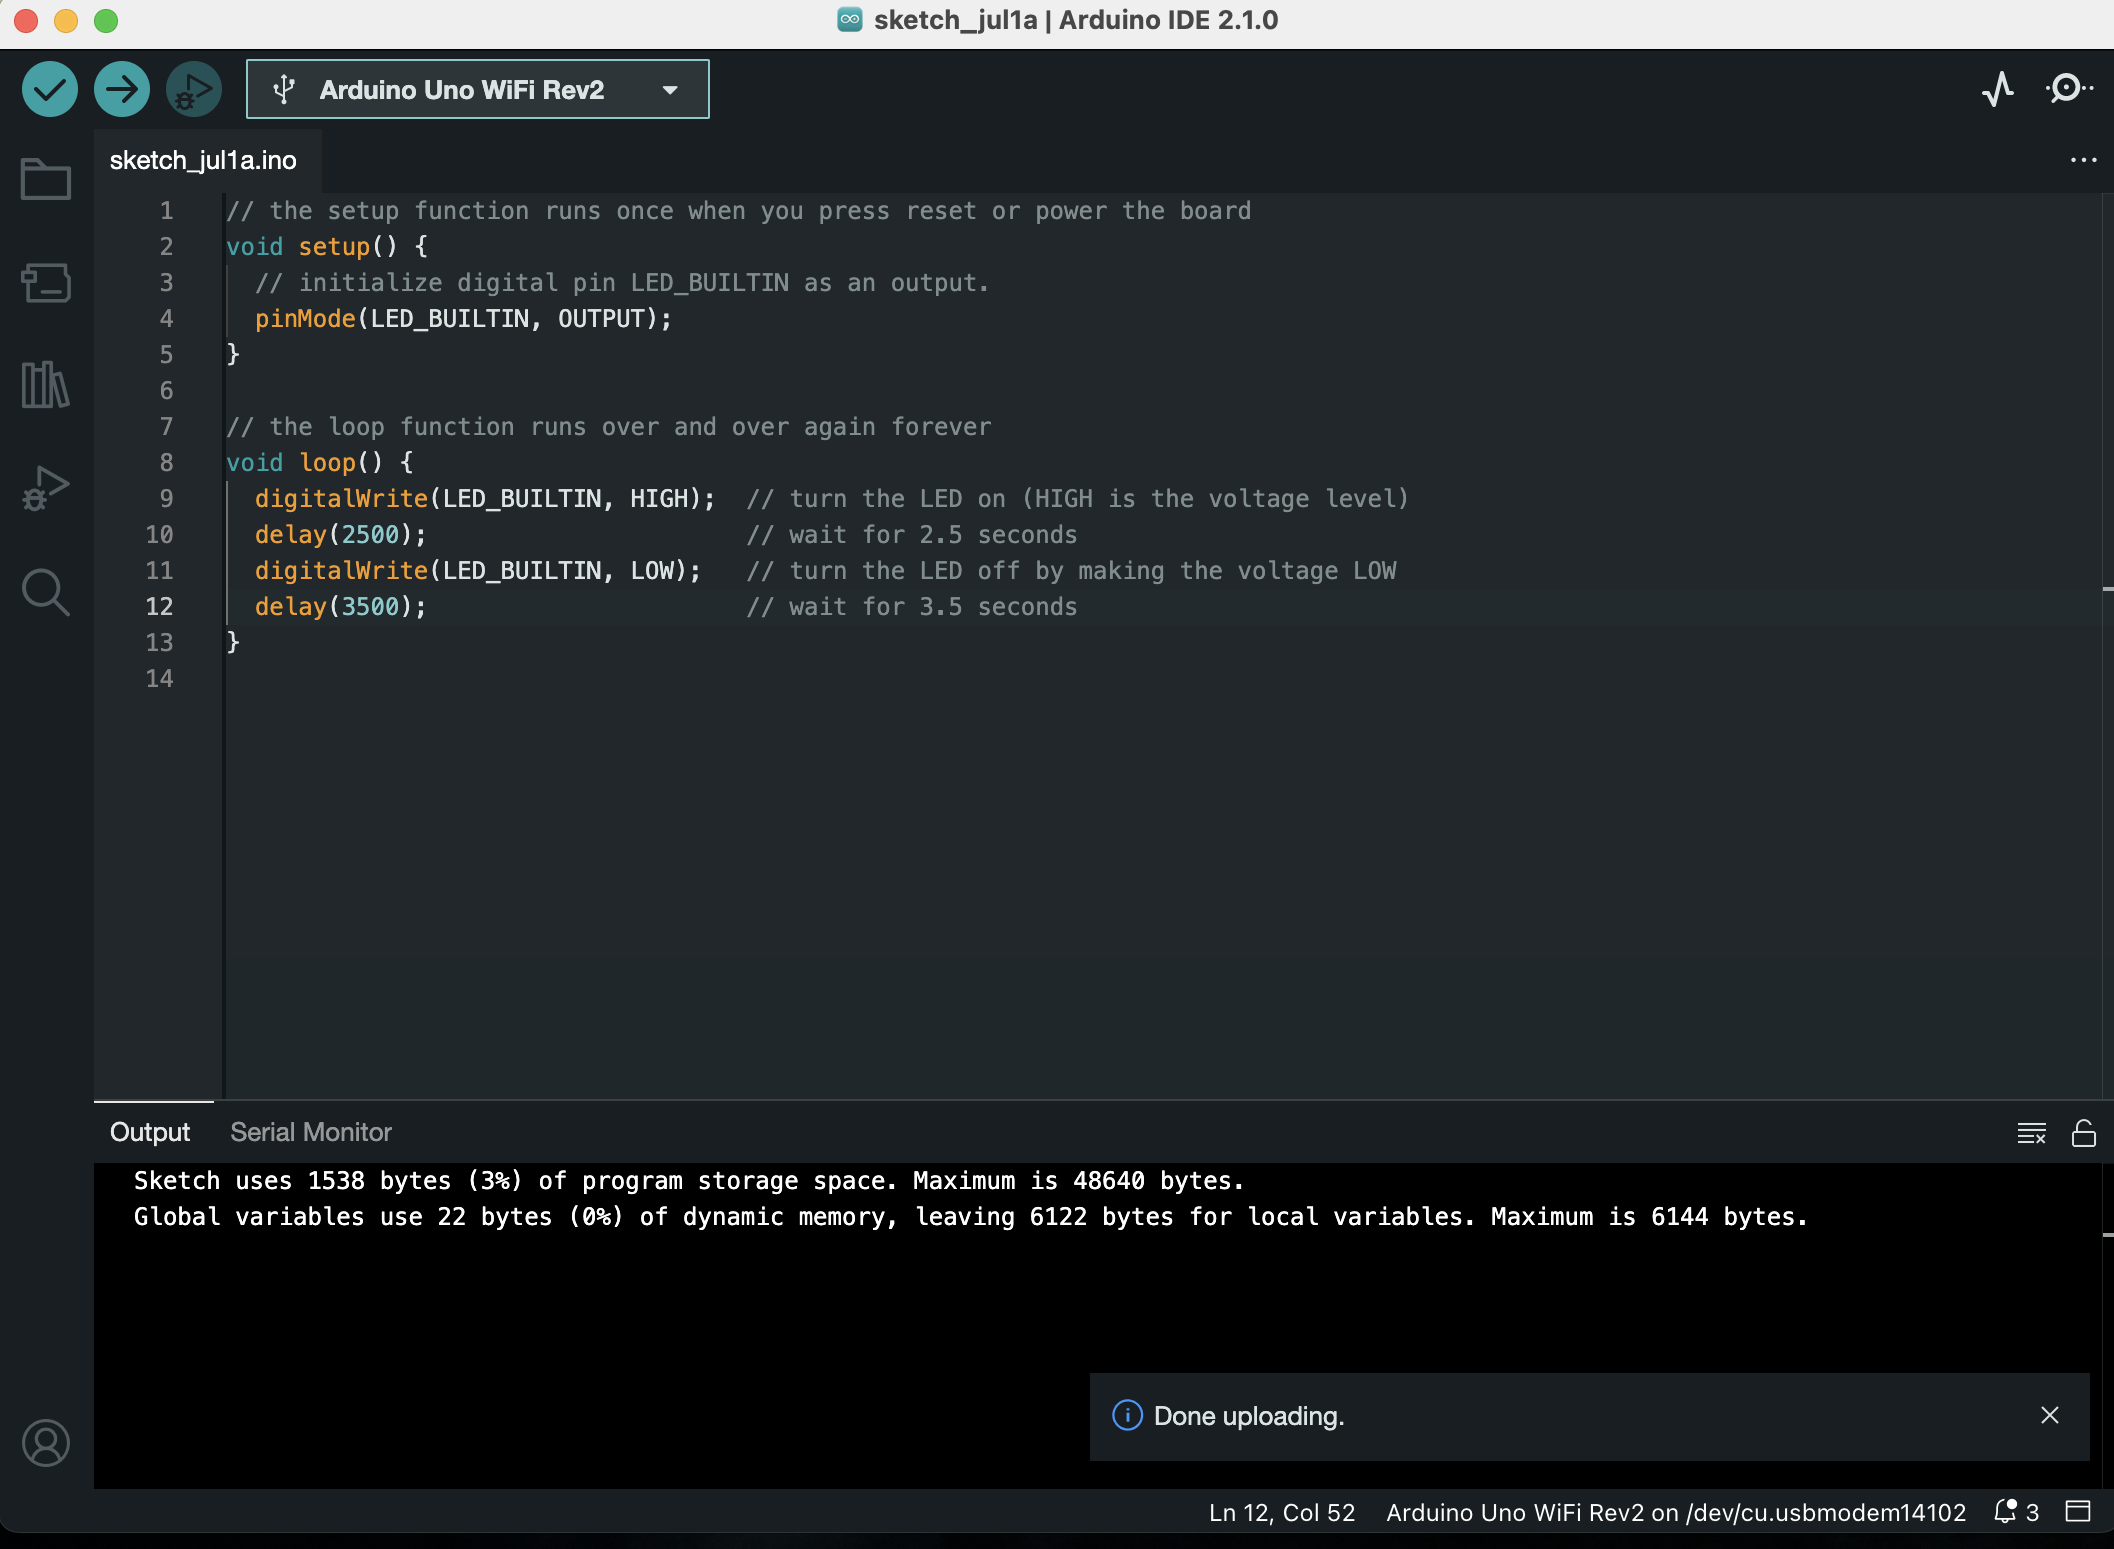 sketch_jul1a | Arduino IDE 2.1.0
Arduino Uno WiFi Rev2
sketch_jul1a.ino
1 // the setup function runs once when you press reset or power the board
2 void setup() {
3   // initialize digital pin LED_BUILTIN as an output.
4   pinMode(LED_BUILTIN, OUTPUT);
5 }
6
7 // the loop function runs over and over again forever
8 void loop() {
9   digitalWrite(LED_BUILTIN, HIGH);  // turn the LED on (HIGH is the voltage level)
10   delay(2500);                      // wait for 2.5 seconds
11   digitalWrite(LED_BUILTIN, LOW);   // turn the LED off by making the voltage LOW
12   delay(3500);                      // wait for 3.5 seconds
13 }
14
Output Serial Monitor
Sketch uses 1538 bytes (3%) of program storage space. Maximum is 48640 bytes.
Global variables use 22 bytes (0%) of dynamic memory, leaving 6122 bytes for local variables. Maximum is 6144 bytes.
Done uploading.
Ln 12, Col 52 Arduino Uno WiFi Rev2 on /dev/cu.usbmodem14102 3